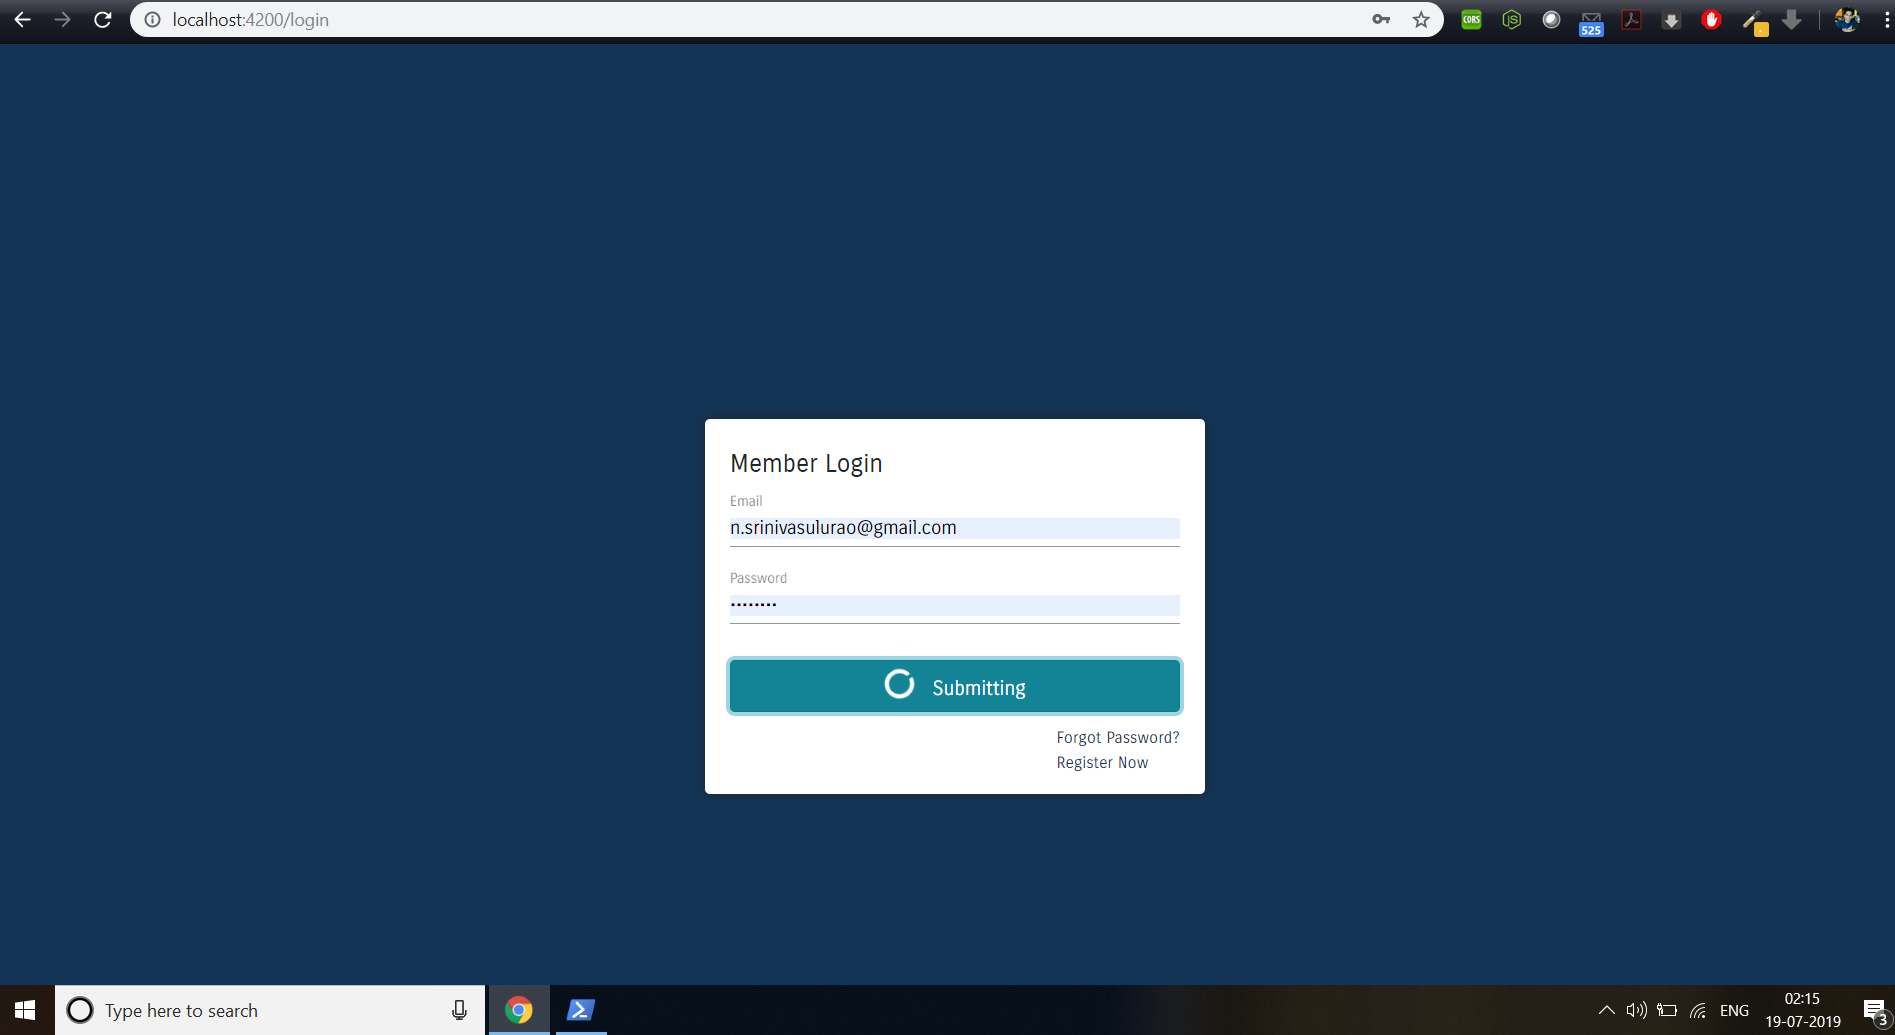 localhost:4200/login
CORS
JS
525
Member Login
Email
n.srinivasulurao@gmail.com
Password
••••••••
Submitting
Forgot Password?
Register Now
Type here to search
ENG
02:15
19-07-2019
3